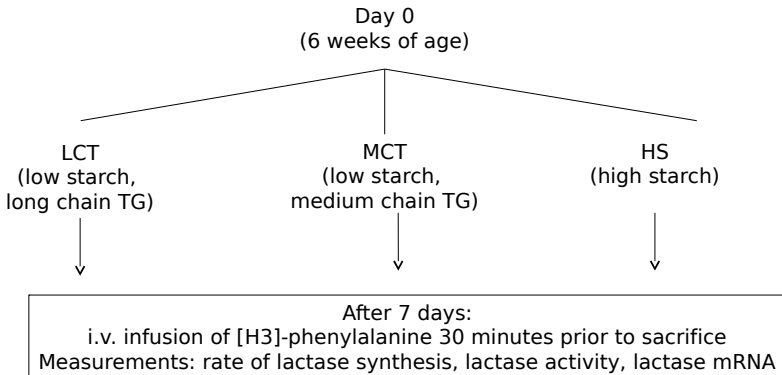 Day 0
(6 weeks of age)
LCT
(low starch,
long chain TG)
MCT
(low starch,
medium chain TG)
HS
(high starch)
After 7 days:
i.v. infusion of [H3]-phenylalanine 30 minutes prior to sacrifice
Measurements: rate of lactase synthesis, lactase activity, lactase mRNA